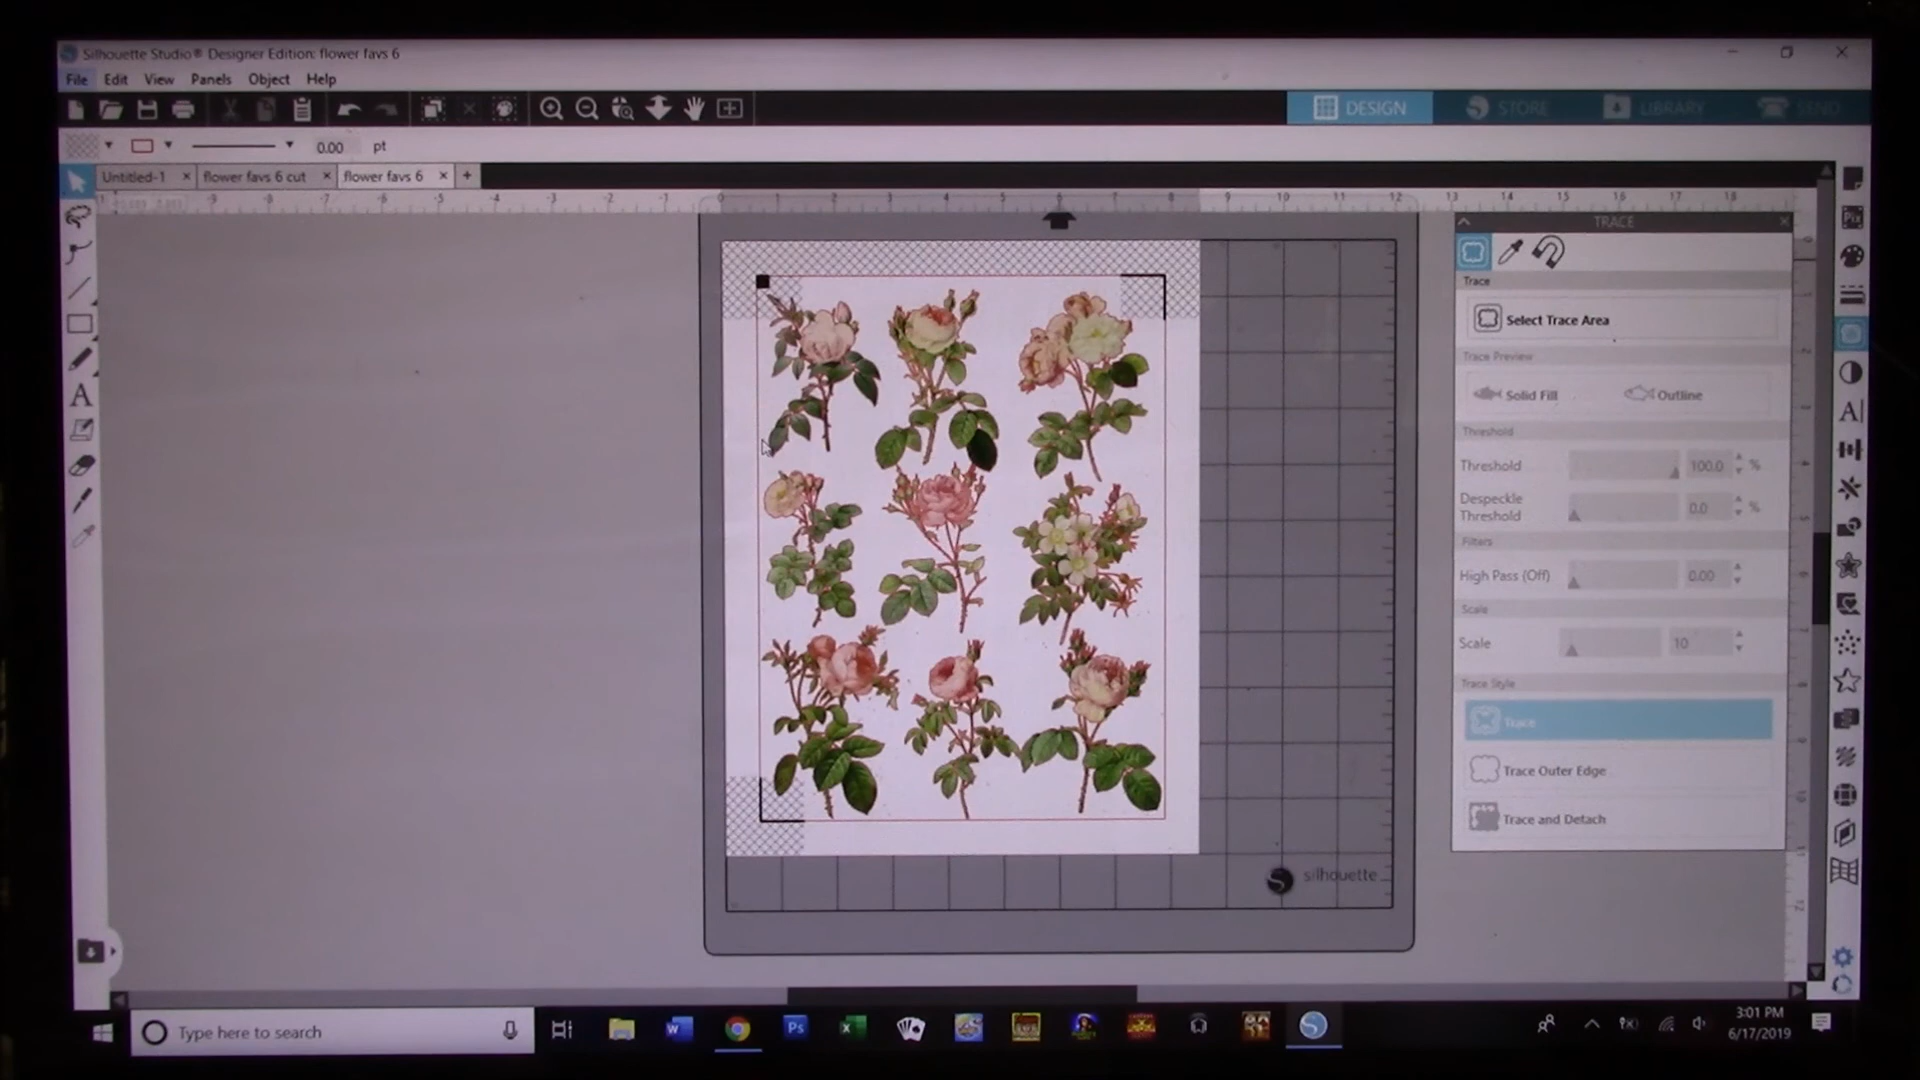 Silhouette Studio® Designer Edition: flower favs 6
File Edit View Panels Object Help
DESIGN STORE LIBRARY SEND
0.00 pt
Untitled-1 flower favs 6 cut flower favs 6
TRACE
Pix
Trace
Select Trace Area
Trace Preview
Solid Fill Outline
Threshold
Threshold 100.0 %
Despeckle
Threshold 0.0 %
Filters
High Pass (Off) 0.00
Scale
Scale 10
Trace Style
Trace
Trace Outer Edge
Trace and Detach
silhouette
Type here to search
3:01 PM
6/17/2019